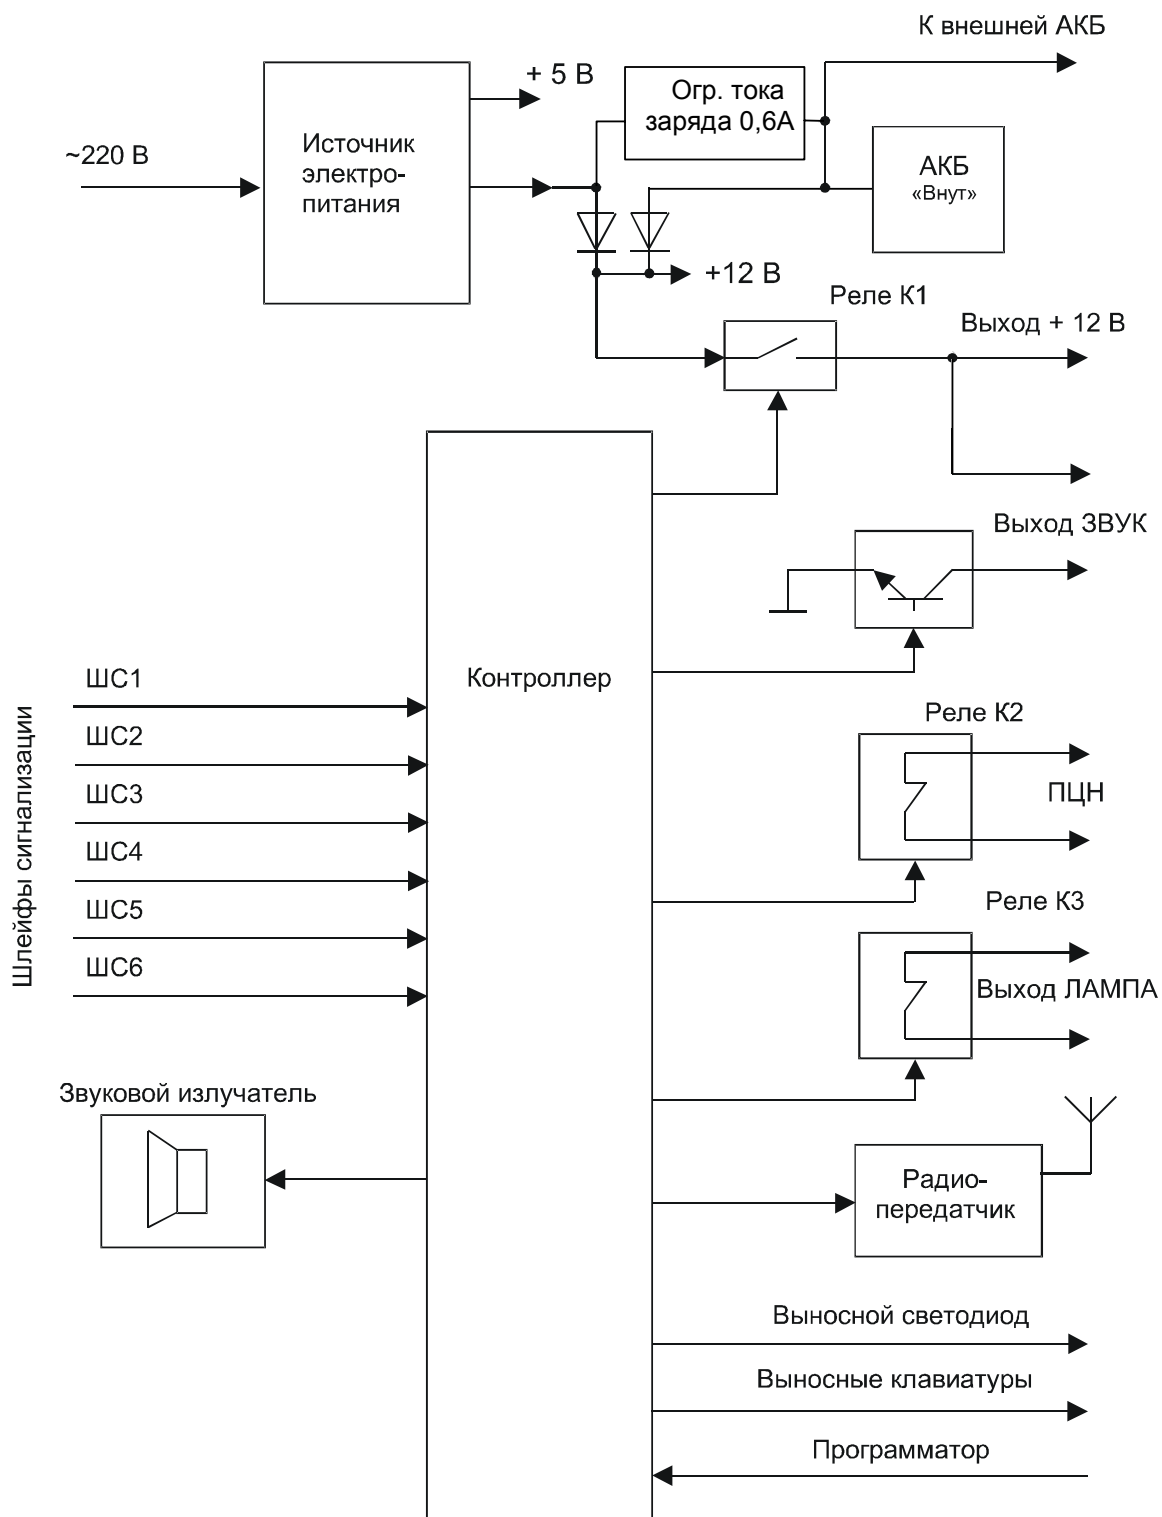 К внешней АКБ
+ 5 В
Огр. тока
заряда 0,6А
~220 В
Источник
электро-
питания
АКБ
«Внут»
+12 В
Реле К1
Выход + 12 В
Выход ЗВУК
Контроллер
Шлейфы сигнализации
ШС1
ШС2
ШС3
ШС4
ШС5
ШС6
Реле К2
ПЦН
Реле К3
Выход ЛАМПА
Звуковой излучатель
Радио-
передатчик
Выносной светодиод
Выносные клавиатуры
Программатор